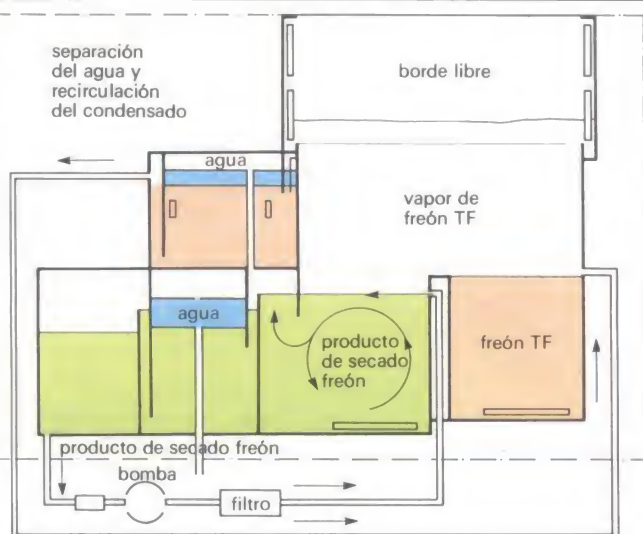 separación
del agua y
recirculación
del condensado
borde libre
agua
vapor de
freón TF
agua
producto
de secado
freón
freón TF
producto de secado freón
bomba
filtro